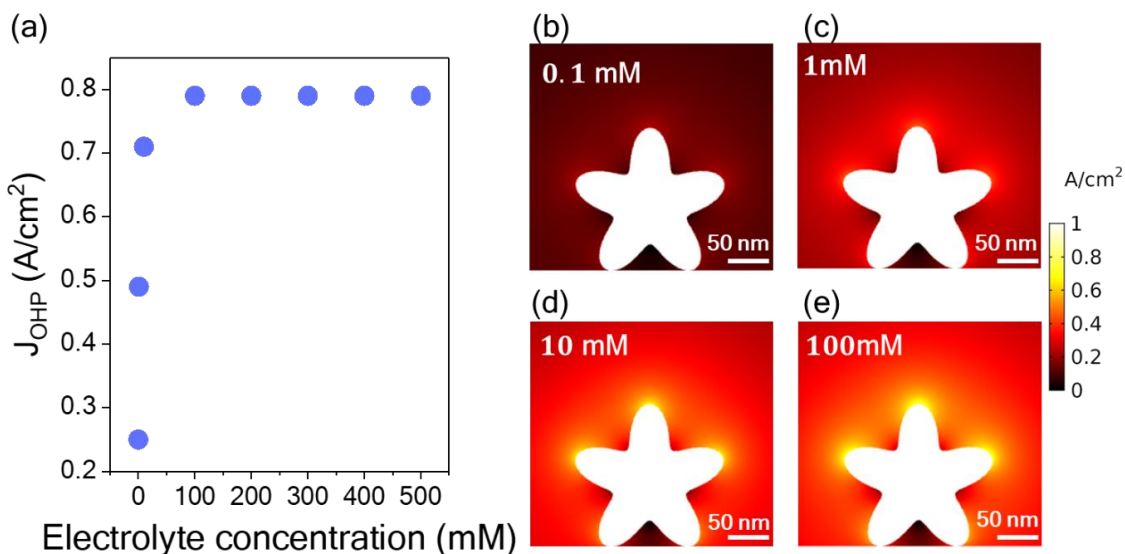 (a)
0.8
0.7
0.6
0.5
0.4
0.3
0.2
J_OHP (A/cm²)
0 100 200 300 400 500
Electrolyte concentration (mM)
(b)
0.1 mM
50 nm
(c)
1mM
50 nm
(d)
10 mM
50 nm
(e)
100mM
50 nm
A/cm²
1
0.8
0.6
0.4
0.2
0